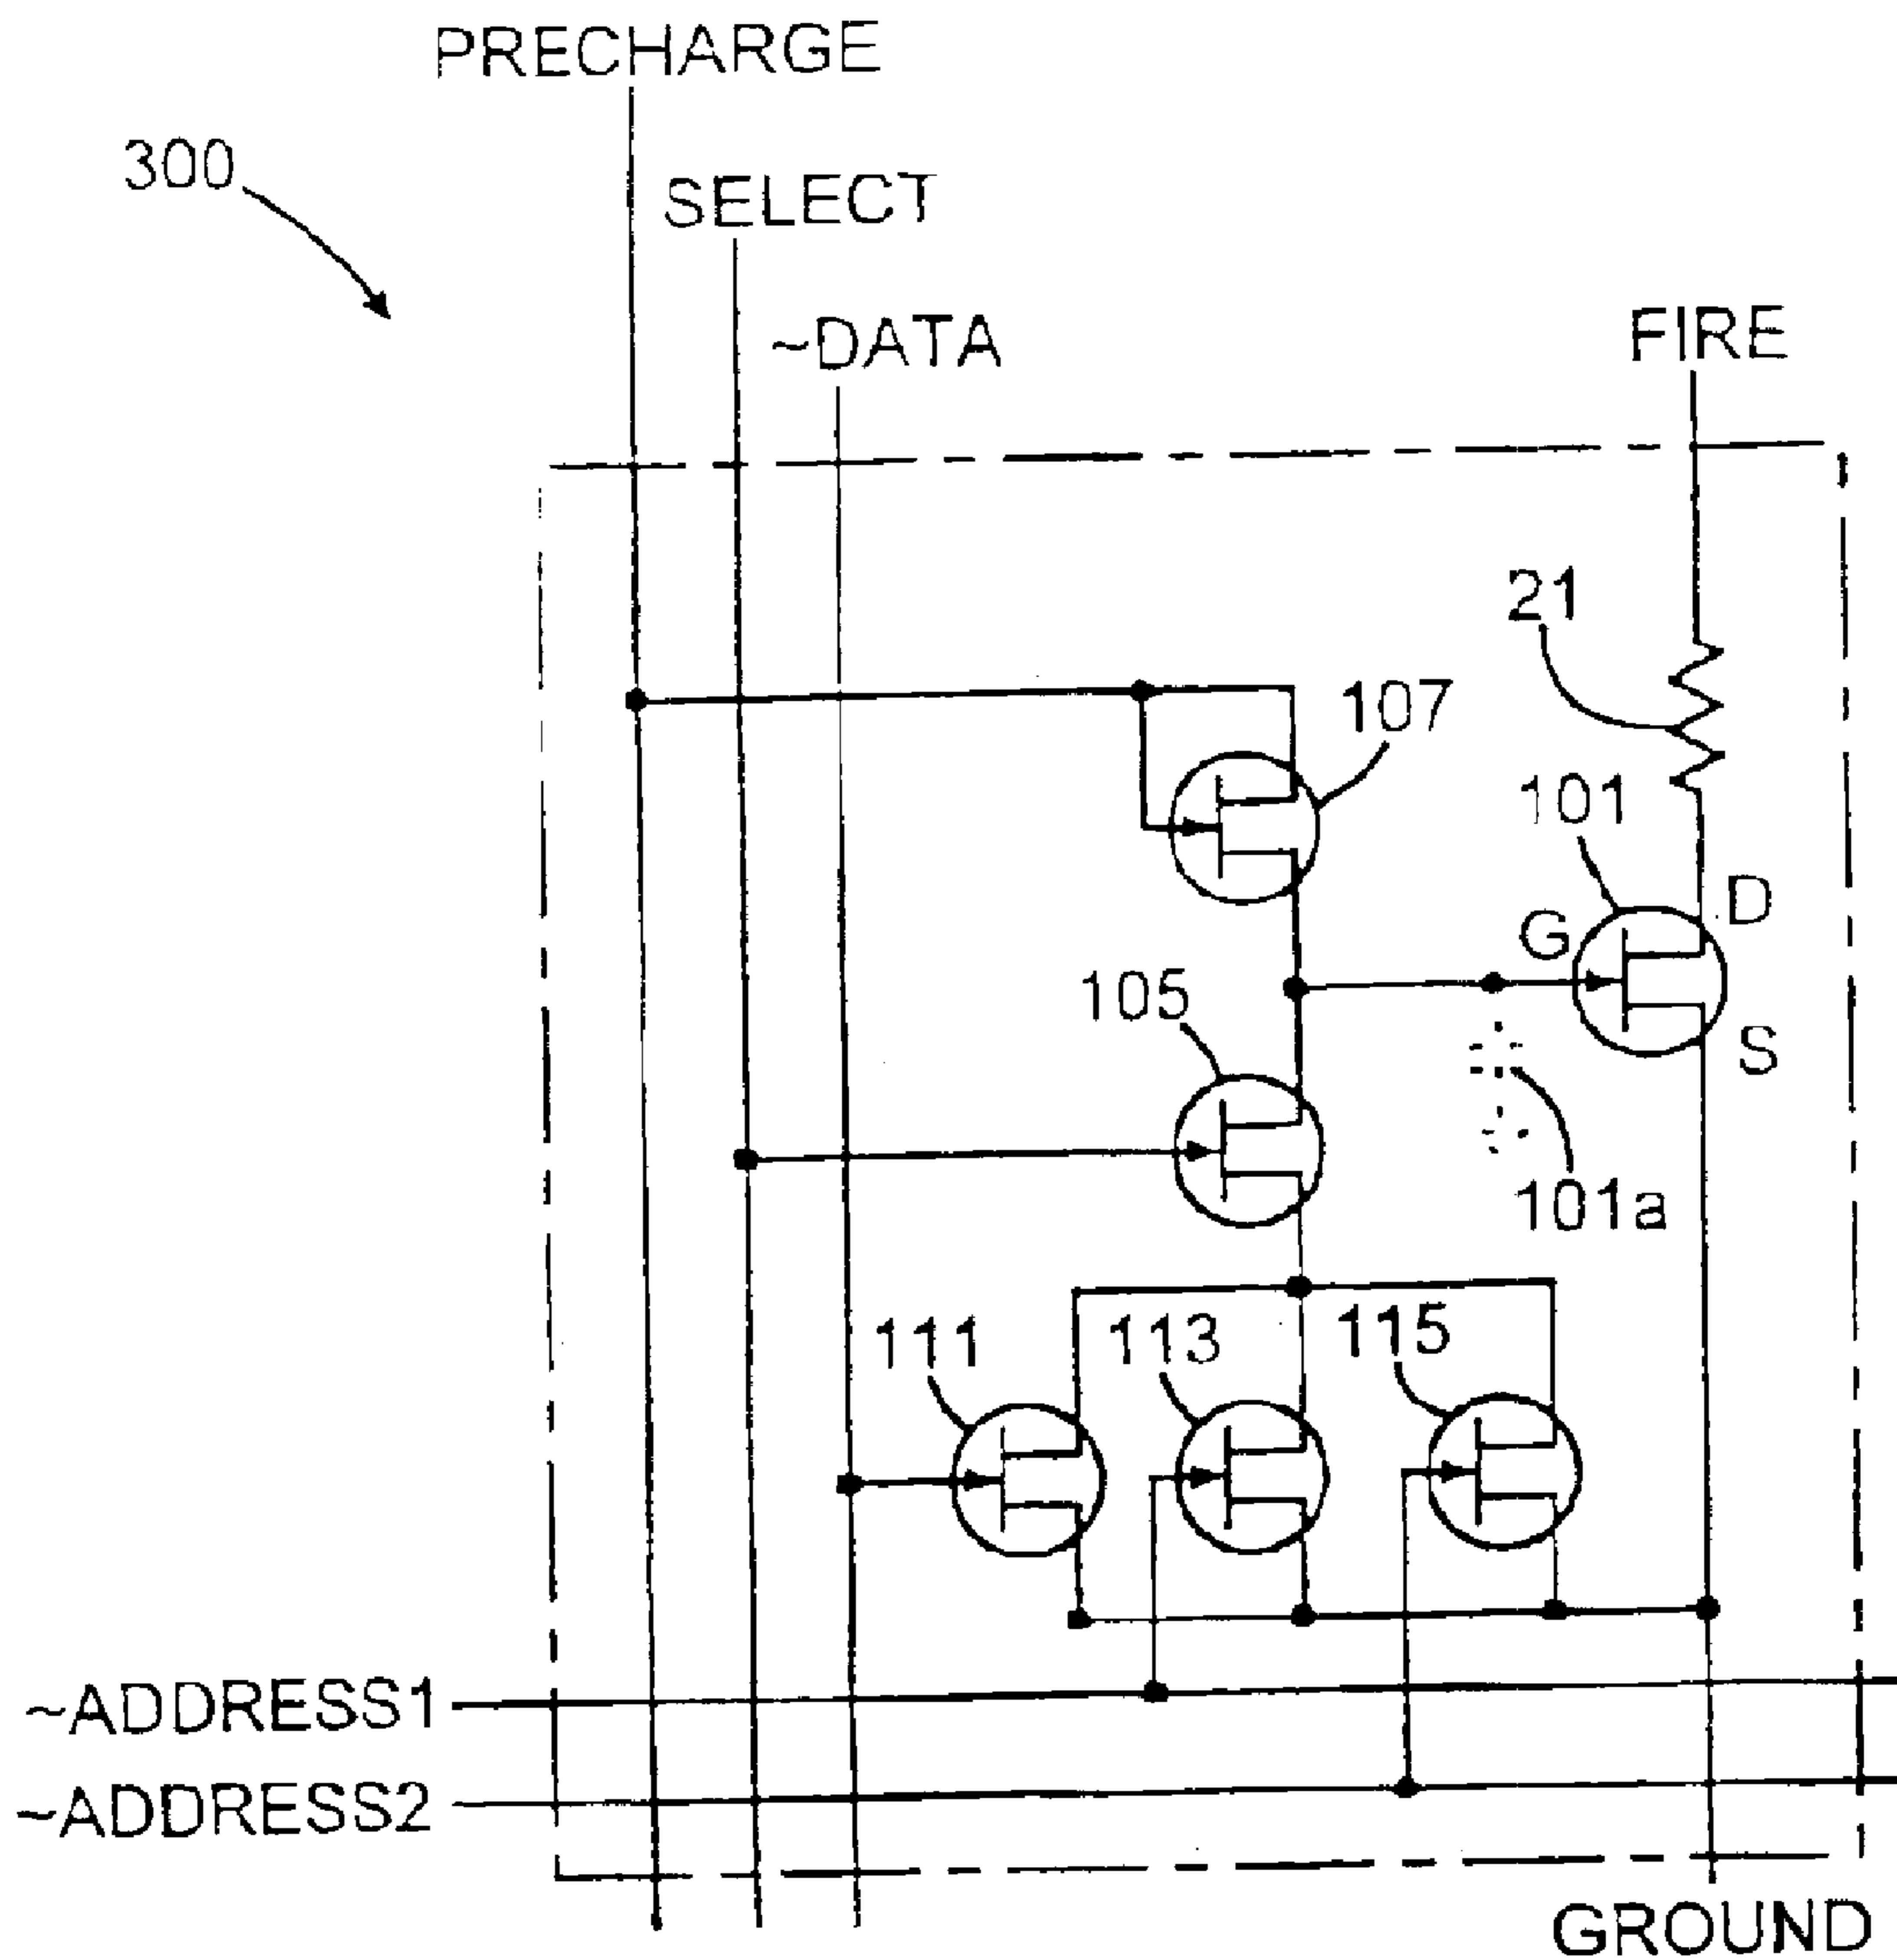 PRECHARGE
300
SELECT
~DATA
FIRE
21
107
101
D
G
105
S
101a
111
113
115
~ADDRESS1
~ADDRESS2
GROUND